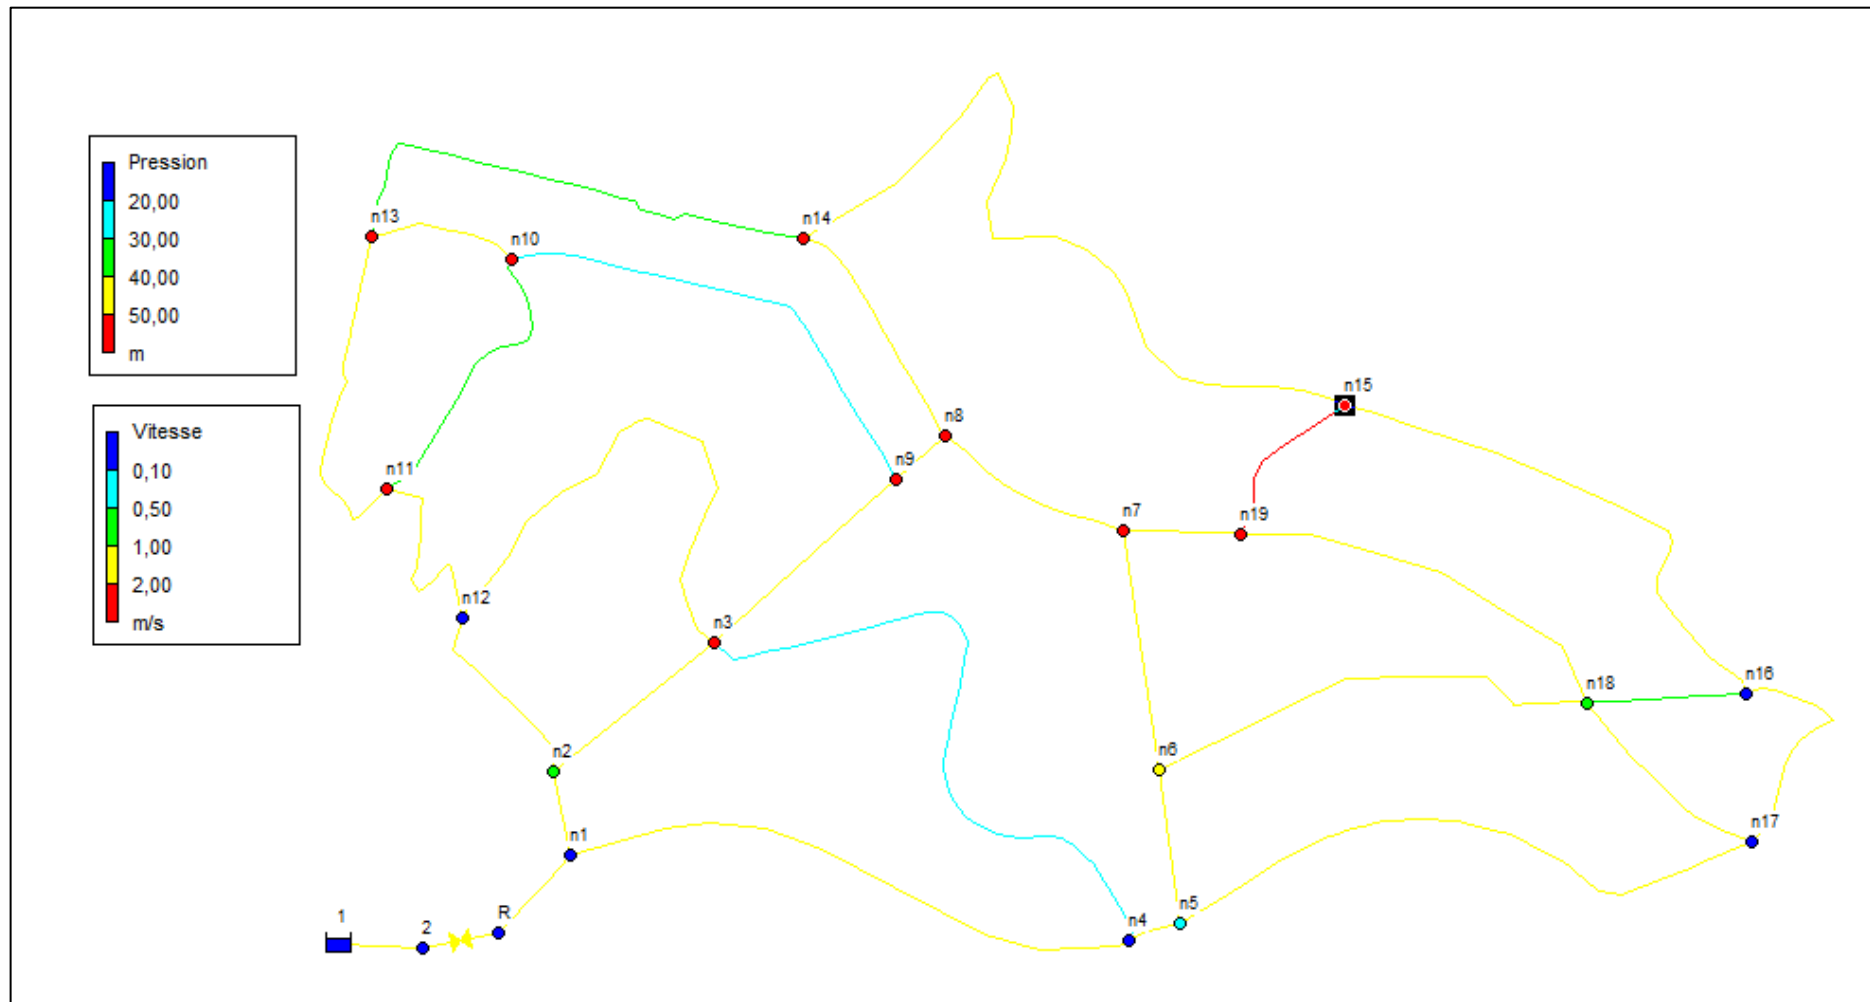 Pression
20,00
30,00
40,00
50,00
m
Vitesse
0,10
0,50
1,00
2,00
m/s
n13
n10
n14
n15
n11
n9
n8
n7
n19
n12
n3
n16
n18
n2
n6
n1
n17
1
2
R
n4
n5